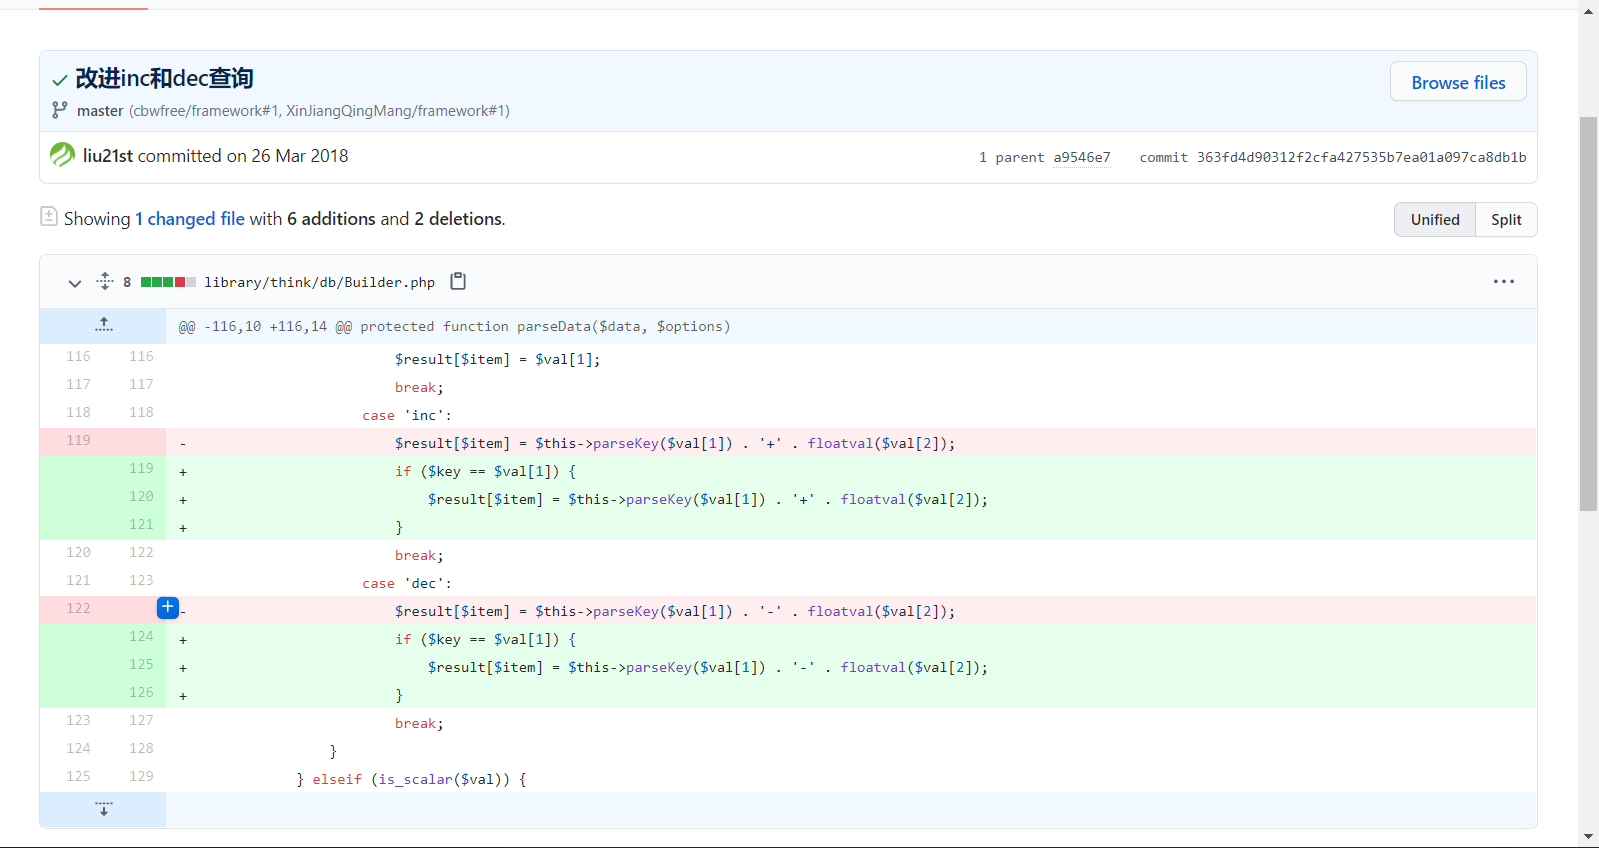 改进inc和dec查询
Browse files
master (cbwfree/framework#1, XinJiangQingMang/framework#1)
liu21st committed on 26 Mar 2018
1 parent a9546e7 commit 363fd4d90312f2cfa427535b7ea01a097ca8db1b
Showing 1 changed file with 6 additions and 2 deletions.
Unified Split
8 library/think/db/Builder.php
@@ -116,10 +116,14 @@ protected function parseData($data, $options)
116 116 $result[$item] = $val[1];
117 117 break;
118 118 case 'inc':
119 - $result[$item] = $this->parseKey($val[1]) . '+' . floatval($val[2]);
119 + if ($key == $val[1]) {
120 + $result[$item] = $this->parseKey($val[1]) . '+' . floatval($val[2]);
121 + }
120 122 break;
121 123 case 'dec':
122 + - $result[$item] = $this->parseKey($val[1]) . '-' . floatval($val[2]);
124 + if ($key == $val[1]) {
125 + $result[$item] = $this->parseKey($val[1]) . '-' . floatval($val[2]);
126 + }
123 127 break;
124 128 }
125 129 } elseif (is_scalar($val)) {